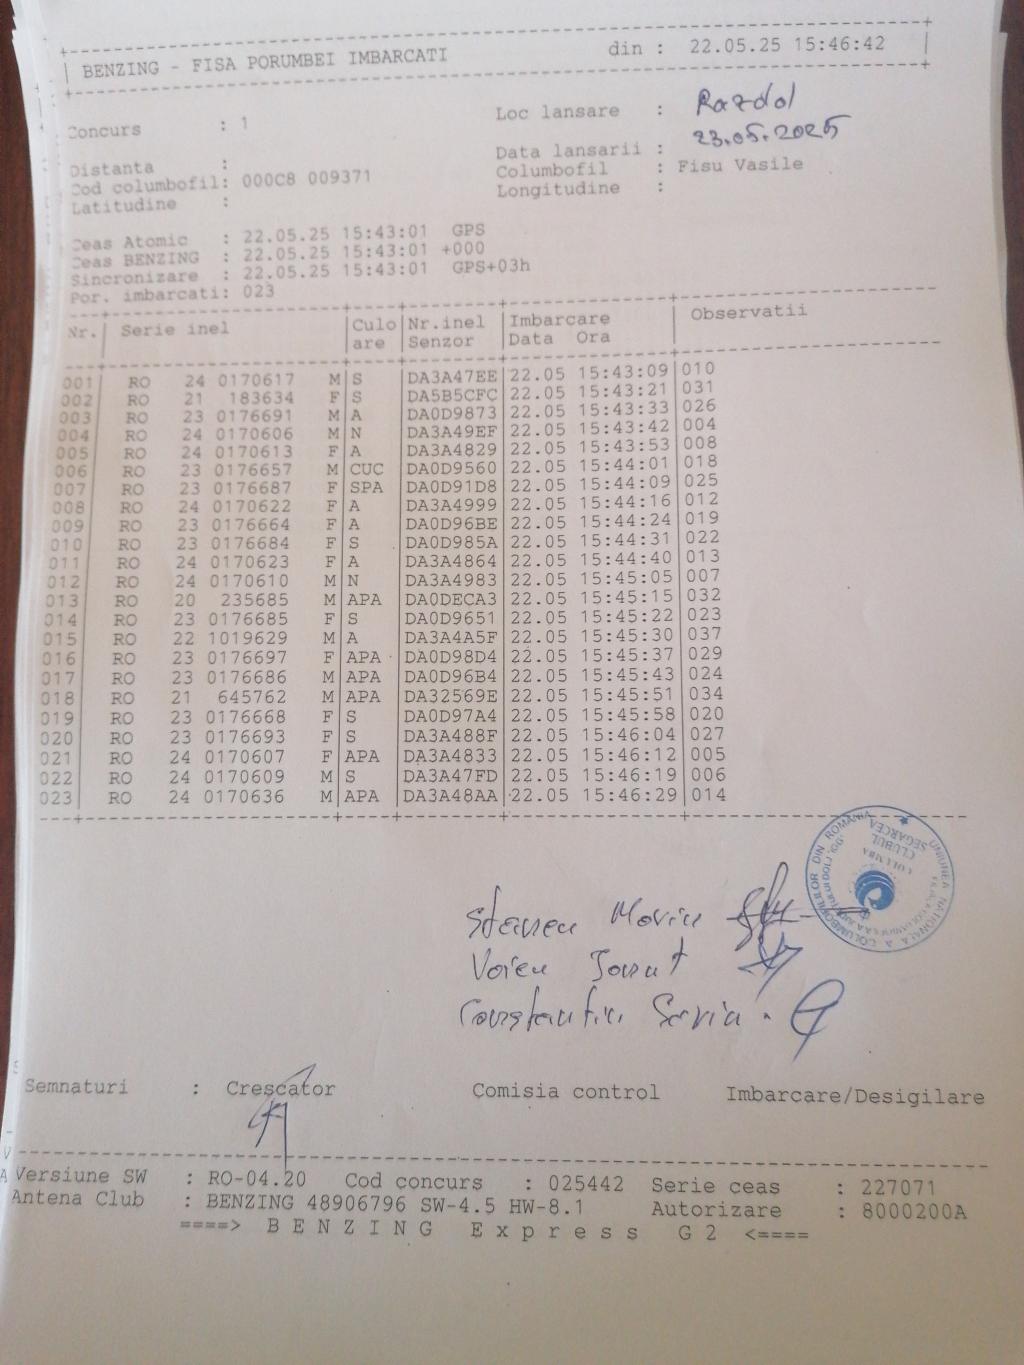 BENZING - FISA PORUMBEI IMBARCATI din : 22.05.25 15:46:42
Concurs : 1 Loc lansare : Razdol
Distanta : Data lansarii : 23.05.2025
Cod columbofil: 000C8 009371 Columbofil : Fisu Vasile
Latitudine : Longitudine :
Ceas Atomic : 22.05.25 15:43:01 GPS
Ceas BENZING : 22.05.25 15:43:01 +000
Sincronizare : 22.05.25 15:43:01 GPS+03h
Por. imbarcati: 023
Nr. Serie inel Culo Nr.inel Imbarcare Observatii
are Senzor Data Ora
001 RO 24 0170617 M S DA3A47EE 22.05 15:43:09 010
002 RO 21 183634 F S DA5B5CFC 22.05 15:43:21 031
003 RO 23 0176691 M A DA0D9873 22.05 15:43:33 026
004 RO 24 0170606 M N DA3A49EF 22.05 15:43:42 004
005 RO 24 0170613 F A DA3A4829 22.05 15:43:53 008
006 RO 23 0176657 M CUC DA0D9560 22.05 15:44:01 018
007 RO 23 0176687 F SPA DA0D91D8 22.05 15:44:09 025
008 RO 24 0170622 F A DA3A4999 22.05 15:44:16 012
009 RO 23 0176664 F A DA0D96BE 22.05 15:44:24 019
010 RO 23 0176684 F S DA0D985A 22.05 15:44:31 022
011 RO 24 0170623 F A DA3A4864 22.05 15:44:40 013
012 RO 24 0170610 M N DA3A4983 22.05 15:45:05 007
013 RO 20 235685 M APA DA0DECA3 22.05 15:45:15 032
014 RO 23 0176685 F S DA0D9651 22.05 15:45:22 023
015 RO 22 1019629 M A DA3A4A5F 22.05 15:45:30 037
016 RO 23 0176697 F APA DA0D98D4 22.05 15:45:37 029
017 RO 23 0176686 M APA DA0D96B4 22.05 15:45:43 024
018 RO 21 645762 M APA DA32569E 22.05 15:45:51 034
019 RO 23 0176668 F S DA0D97A4 22.05 15:45:58 020
020 RO 23 0176693 F S DA3A488F 22.05 15:46:04 027
021 RO 24 0170607 F APA DA3A4833 22.05 15:46:12 005
022 RO 24 0170609 M S DA3A47FD 22.05 15:46:19 006
023 RO 24 0170636 M APA DA3A48AA 22.05 15:46:29 014
UNIUNEA NATIONALA A COLUMBOFILILOR DIN ROMANIA
CLUBUL
SEGARCEA
Marin
Ionut
Constantin
Semnaturi : Crescator Comisia control Imbarcare/Desigilare
Versiune SW : RO-04.20 Cod concurs : 025442 Serie ceas : 227071
Antena Club : BENZING 48906796 SW-4.5 HW-8.1 Autorizare : 8000200A
====> B E N Z I N G E x p r e s s G 2 <====